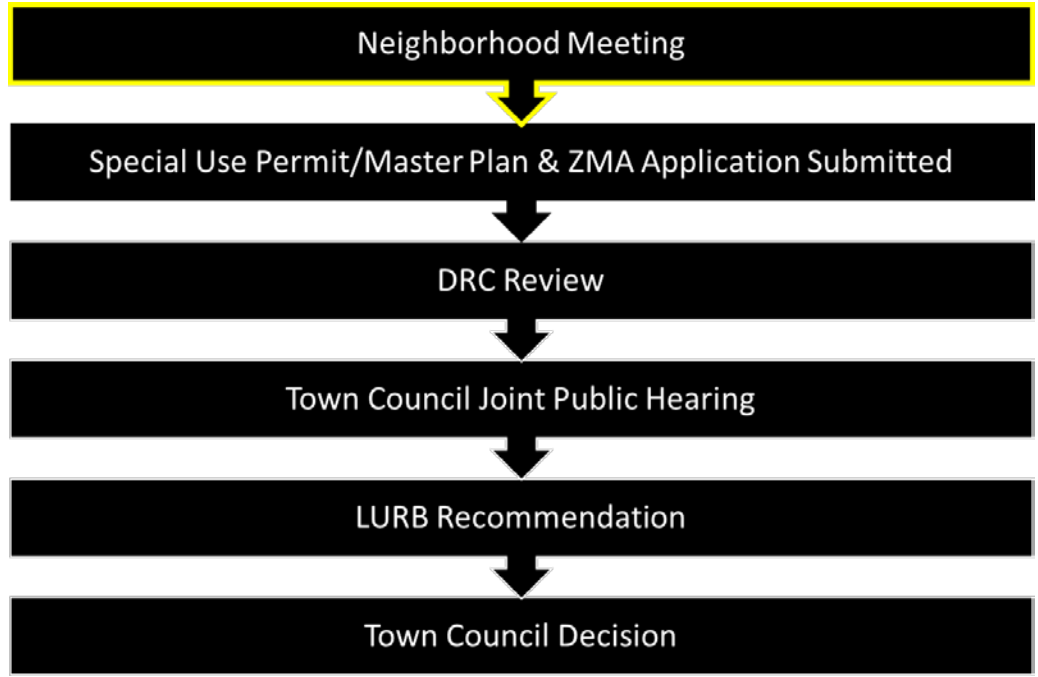 Neighborhood Meeting
Special Use Permit/Master Plan & ZMA Application Submitted
DRC Review
Town Council Joint Public Hearing
LURB Recommendation
Town Council Decision